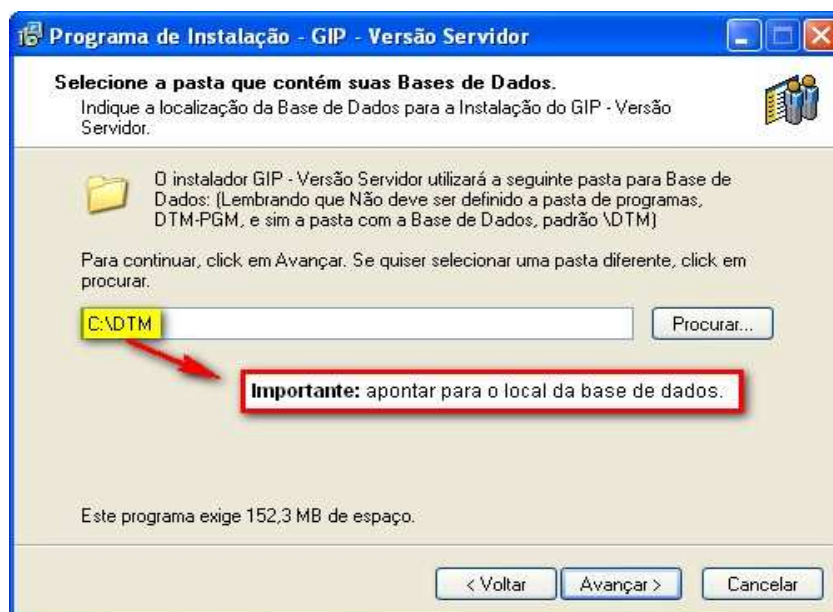 Programa de Instalação - GIP - Versão Servidor
Selecione a pasta que contém suas Bases de Dados.
Indique a localização da Base de Dados para a Instalação do GIP - Versão
Servidor.
O instalador GIP - Versão Servidor utilizará a seguinte pasta para Base de
Dados: (Lembrando que Não deve ser definido a pasta de programas,
DTM-PGM, e sim a pasta com a Base de Dados, padrão \DTM)
Para continuar, click em Avançar. Se quiser selecionar uma pasta diferente, click em
procurar.
C:\DTM
Procurar...
Importante: apontar para o local da base de dados.
Este programa exige 152,3 MB de espaço.
< Voltar
Avançar >
Cancelar